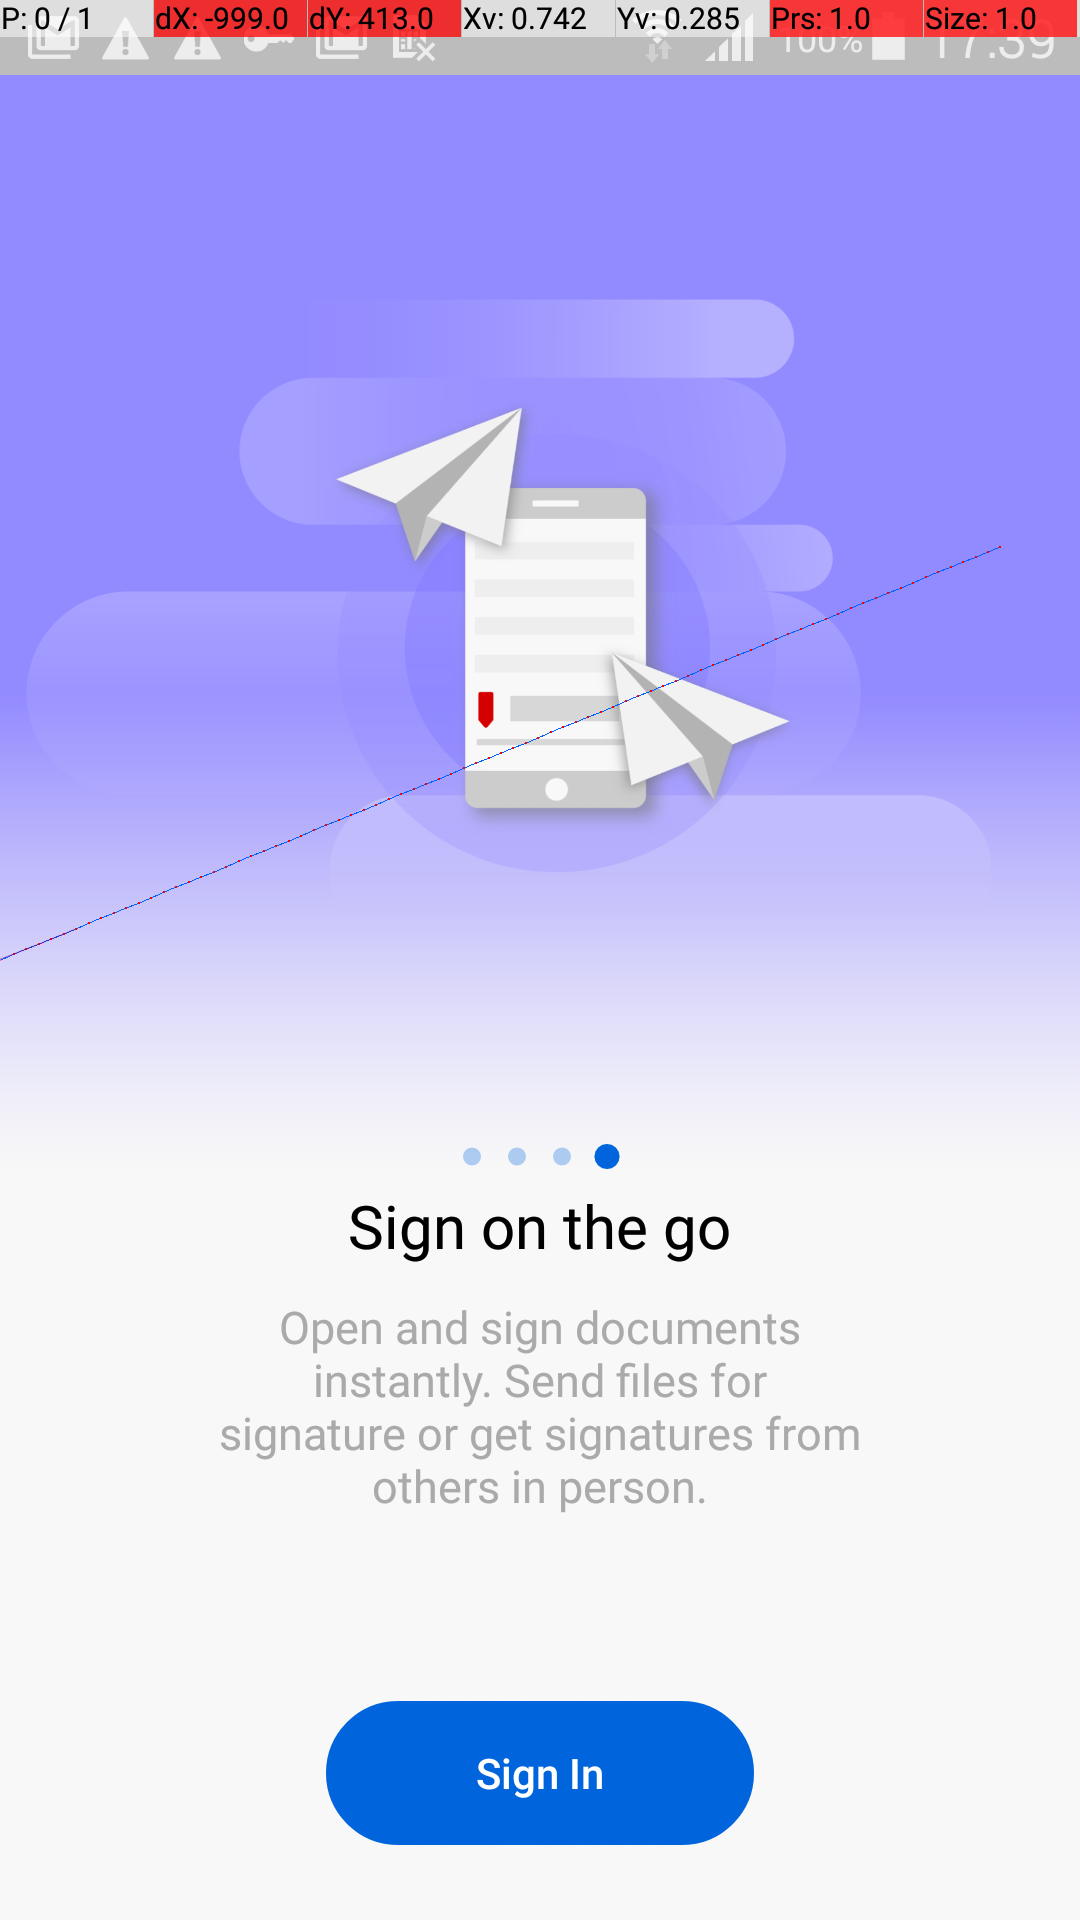 P: 0 / 1 dX: -999.0 dY: 413.0 Xv: 0.742 Yv: 0.285 Prs: 1.0 Size: 1.0
100% 17:39
Sign on the go
Open and sign documents
instantly. Send files for
signature or get signatures from
others in person.
Sign In